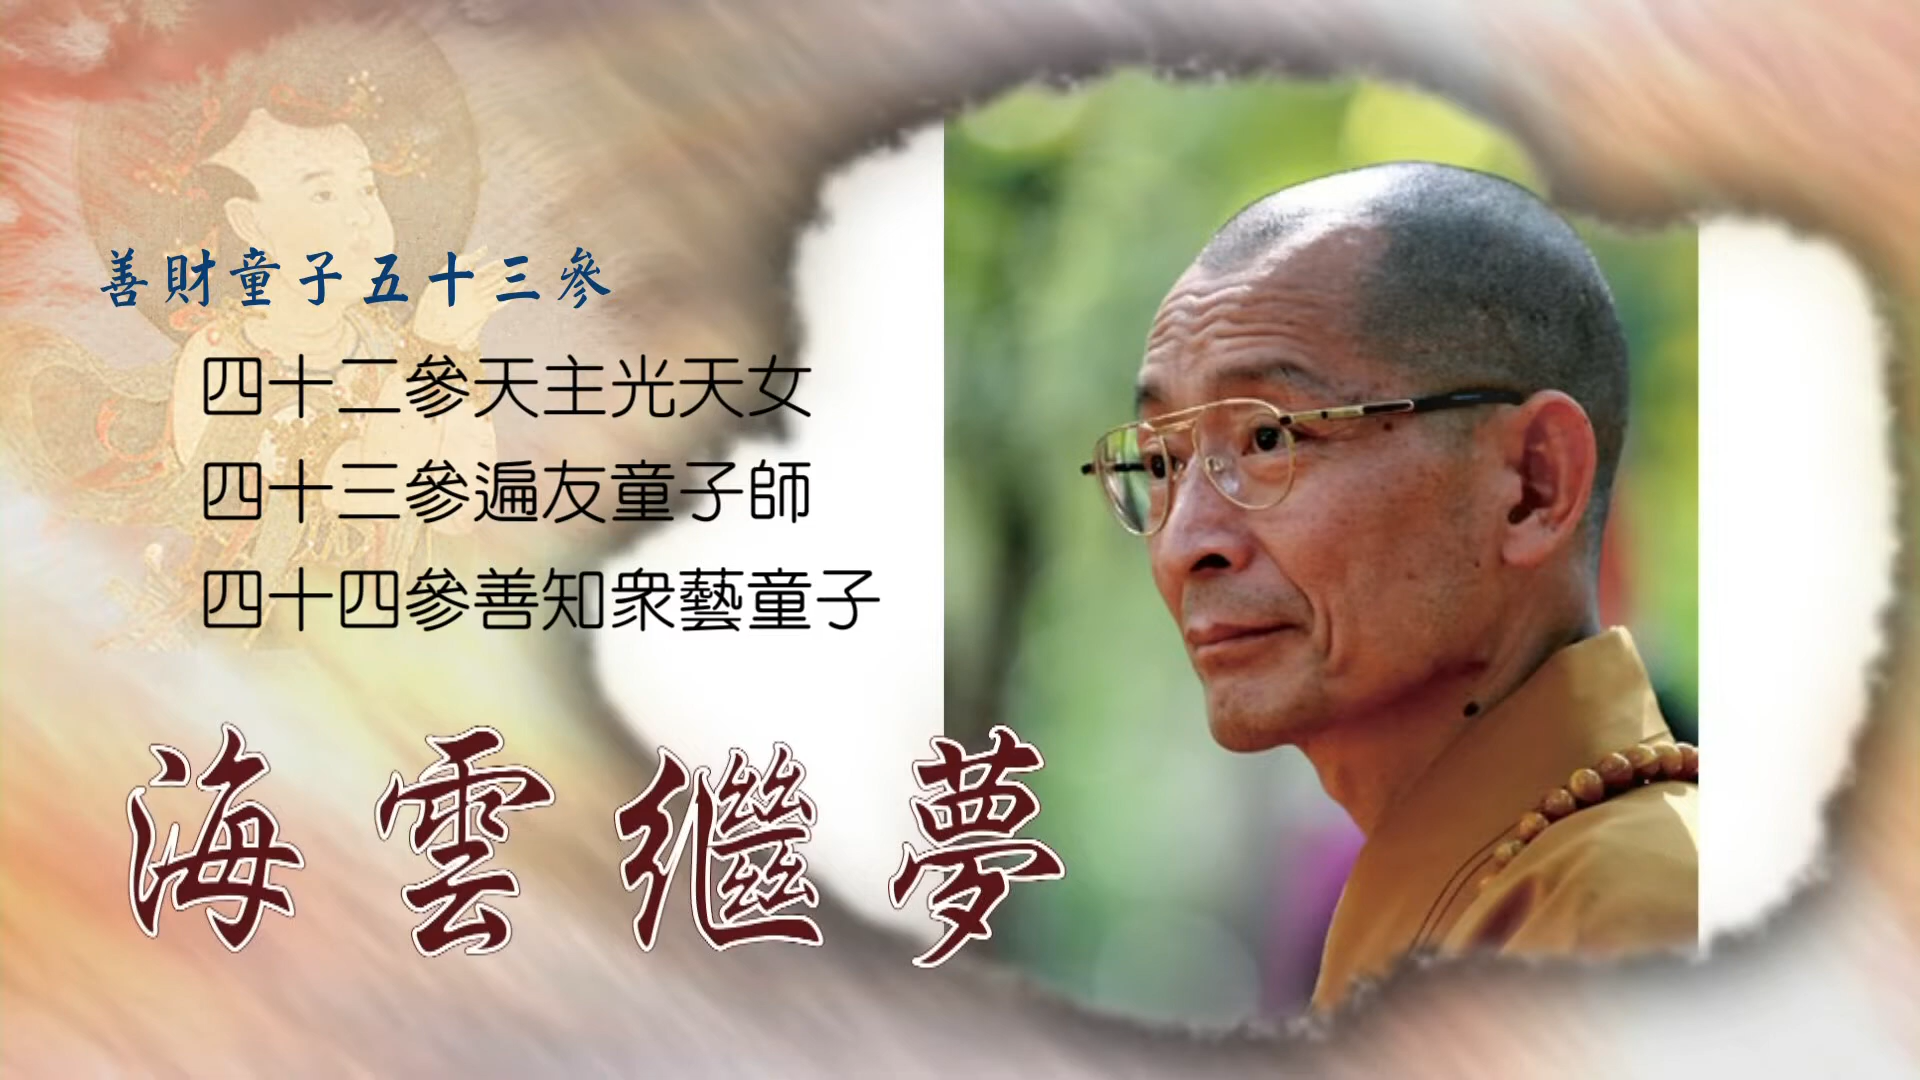 善財童子五十三參
四十二參天主光天女
四十三參遍友童子師
四十四參善知衆藝童子
海雲繼夢